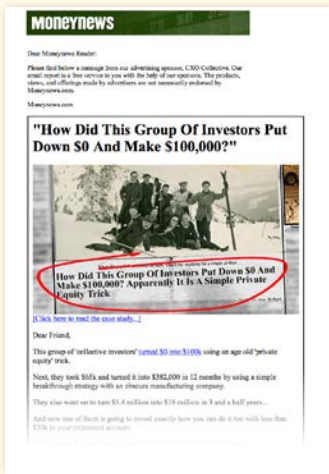 MONEYNEWS
Dear Moneynews Reader:
Please find below a message from our advertising sponsor, CXO Collective. Our
email report is a free service to you with the help of our sponsors. The products,
views, and offerings made by advertisers are not necessarily endorsed by
Moneynews.com.
Moneynews.com
"How Did This Group Of Investors Put
Down $0 And Make $100,000?"
How Did This Group Of Investors Put Down $0 And
Make $100,000? Apparently It Is A Simple Private
Equity Trick
[Click here to read the case study...]
Dear Friend,
This group of 'collective investors' turned $0 into $100k using an age old 'private
equity' trick.
Next, they took $65k and turned it into $382,000 in 12 months by using a simple
breakthrough strategy with an obscure manufacturing company.
They also went on to turn $5.4 million into $16 million in 3 and a half years...
And now one of them is going to reveal exactly how you can do it too with less than
$50k in your retirement account.